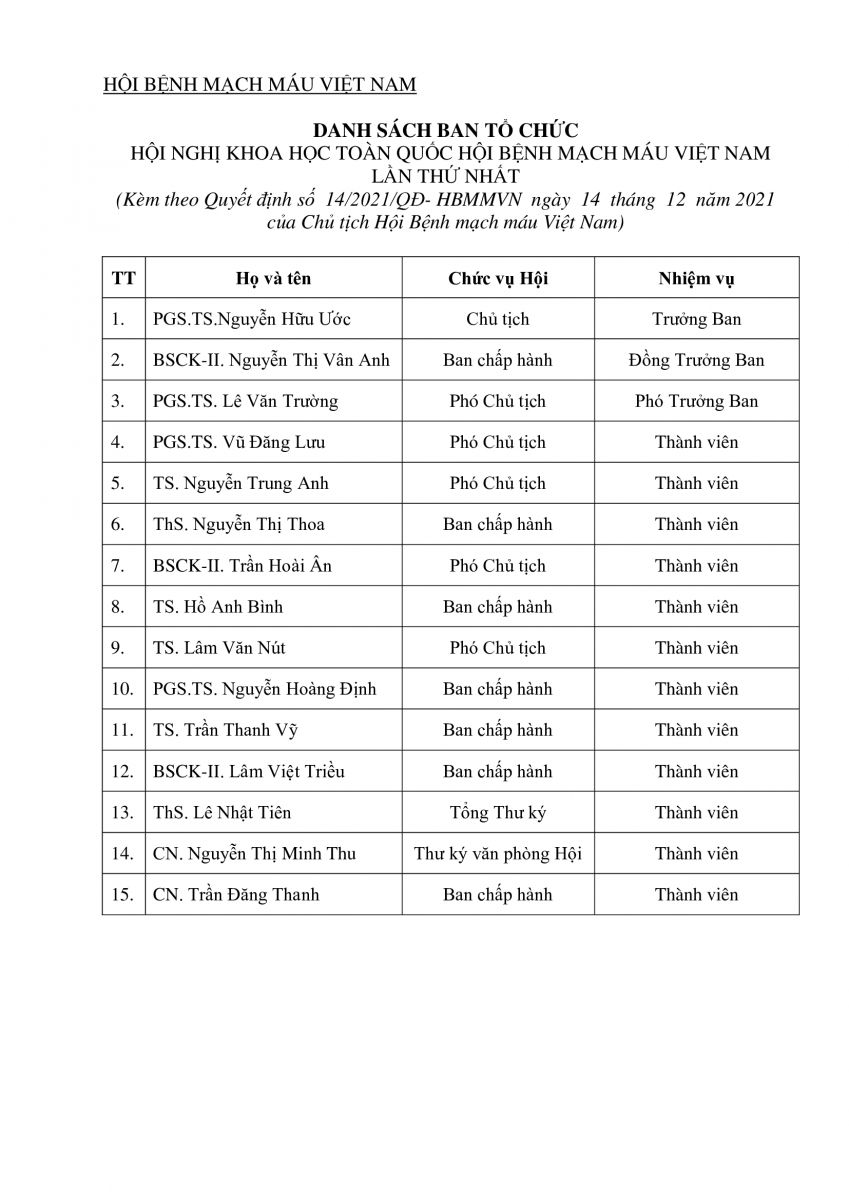 HỘI BỆNH MẠCH MÁU VIỆT NAM
DANH SÁCH BAN TỔ CHỨC
HỘI NGHỊ KHOA HỌC TOÀN QUỐC HỘI BỆNH MẠCH MÁU VIỆT NAM
LẦN THỨ NHẤT
(Kèm theo Quyết định số 14/2021/QĐ- HBMMVN ngày 14 tháng 12 năm 2021
của Chủ tịch Hội Bệnh mạch máu Việt Nam)
TT Họ và tên Chức vụ Hội Nhiệm vụ
1. PGS.TS.Nguyễn Hữu Ước Chủ tịch Trưởng Ban
2. BSCK-II. Nguyễn Thị Vân Anh Ban chấp hành Đồng Trưởng Ban
3. PGS.TS. Lê Văn Trường Phó Chủ tịch Phó Trưởng Ban
4. PGS.TS. Vũ Đăng Lưu Phó Chủ tịch Thành viên
5. TS. Nguyễn Trung Anh Phó Chủ tịch Thành viên
6. ThS. Nguyễn Thị Thoa Ban chấp hành Thành viên
7. BSCK-II. Trần Hoài Ân Phó Chủ tịch Thành viên
8. TS. Hồ Anh Bình Ban chấp hành Thành viên
9. TS. Lâm Văn Nút Phó Chủ tịch Thành viên
10. PGS.TS. Nguyễn Hoàng Định Ban chấp hành Thành viên
11. TS. Trần Thanh Vỹ Ban chấp hành Thành viên
12. BSCK-II. Lâm Việt Triều Ban chấp hành Thành viên
13. ThS. Lê Nhật Tiên Tổng Thư ký Thành viên
14. CN. Nguyễn Thị Minh Thu Thư ký văn phòng Hội Thành viên
15. CN. Trần Đăng Thanh Ban chấp hành Thành viên